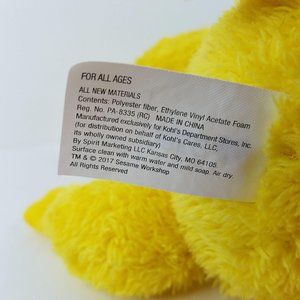 FOR ALL AGES
ALL NEW MATERIALS
Contents: Polyester fiber, Ethylene Vinyl Acetate Foam
Reg. No. PA-8335 (RC) MADE IN CHINA
Manufactured exclusively for Kohl's Department Stores, Inc.
(for distribution on behalf of Kohl's Cares, LLC,
its wholly owned subsidiary)
By Spirit Marketing LLC Kansas City, MO 64105
Surface clean with warm water and mild soap. Air dry.
TM & © 2017 Sesame Workshop
All Rights Reserved